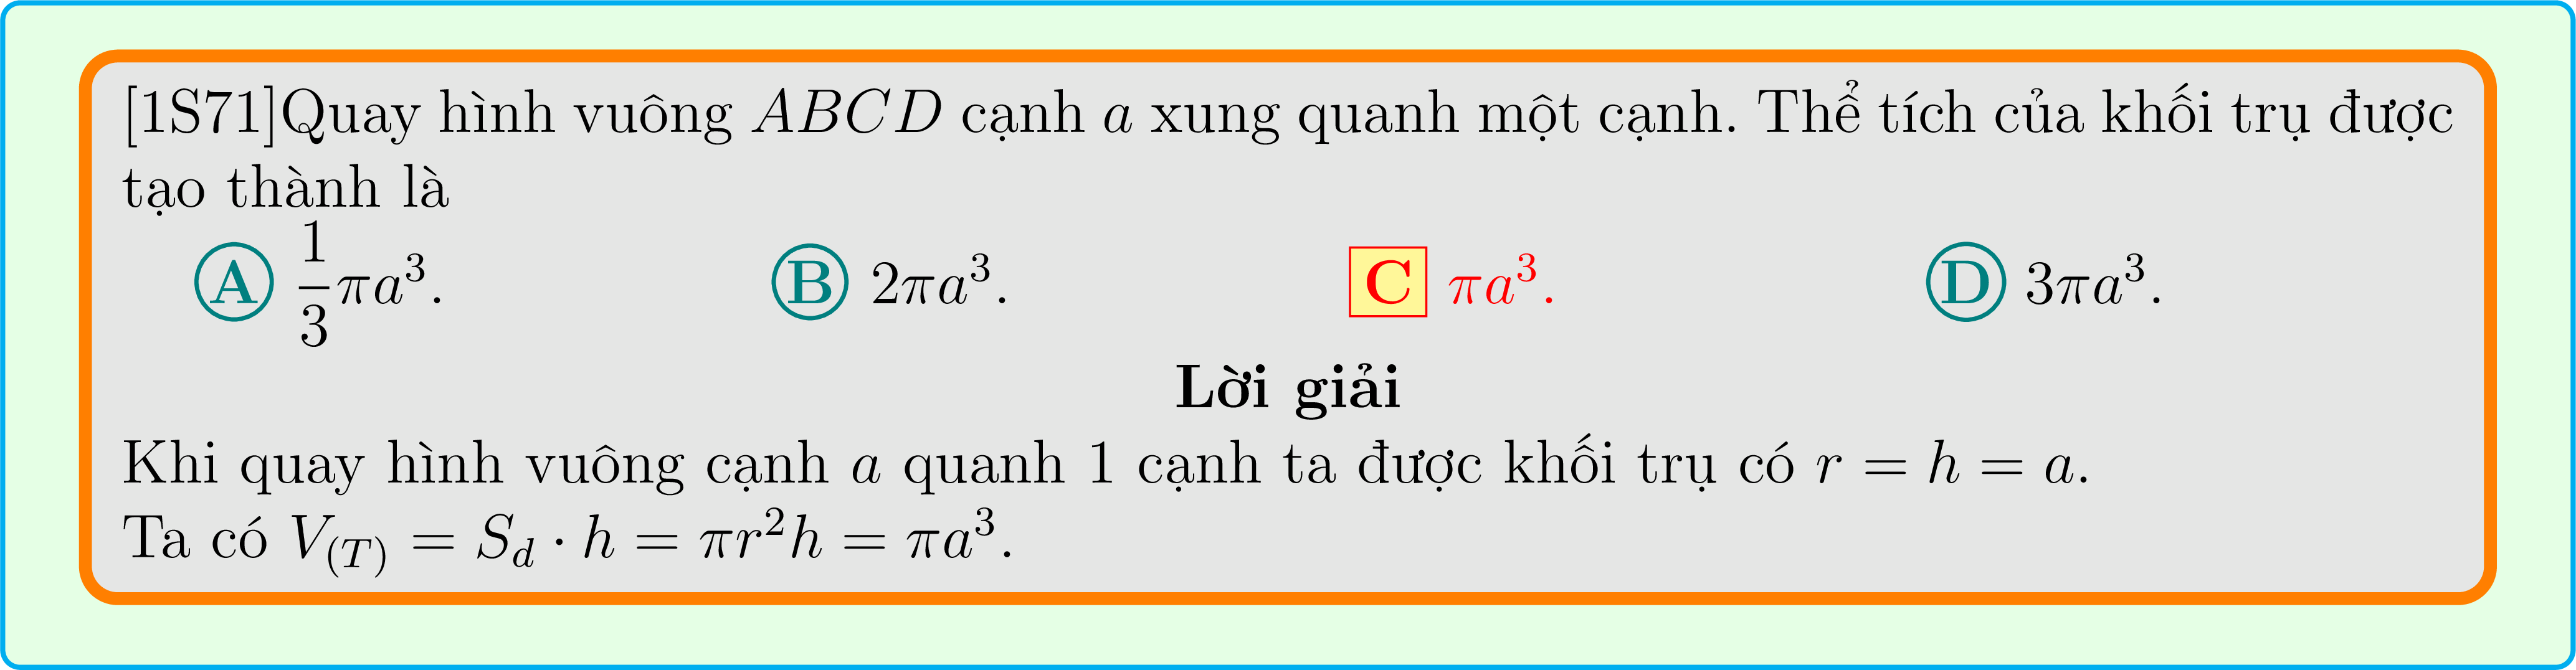 [1S71]Quay hình vuông ABCD cạnh a xung quanh một cạnh. Thể tích của khối trụ được
tạo thành là
A $\frac{1}{3}\pi a^3$. B $2\pi a^3$. C $\pi a^3$. D $3\pi a^3$.
Lời giải
Khi quay hình vuông cạnh a quanh 1 cạnh ta được khối trụ có $r = h = a$.
Ta có $V_{(T)} = S_d \cdot h = \pi r^2 h = \pi a^3$.